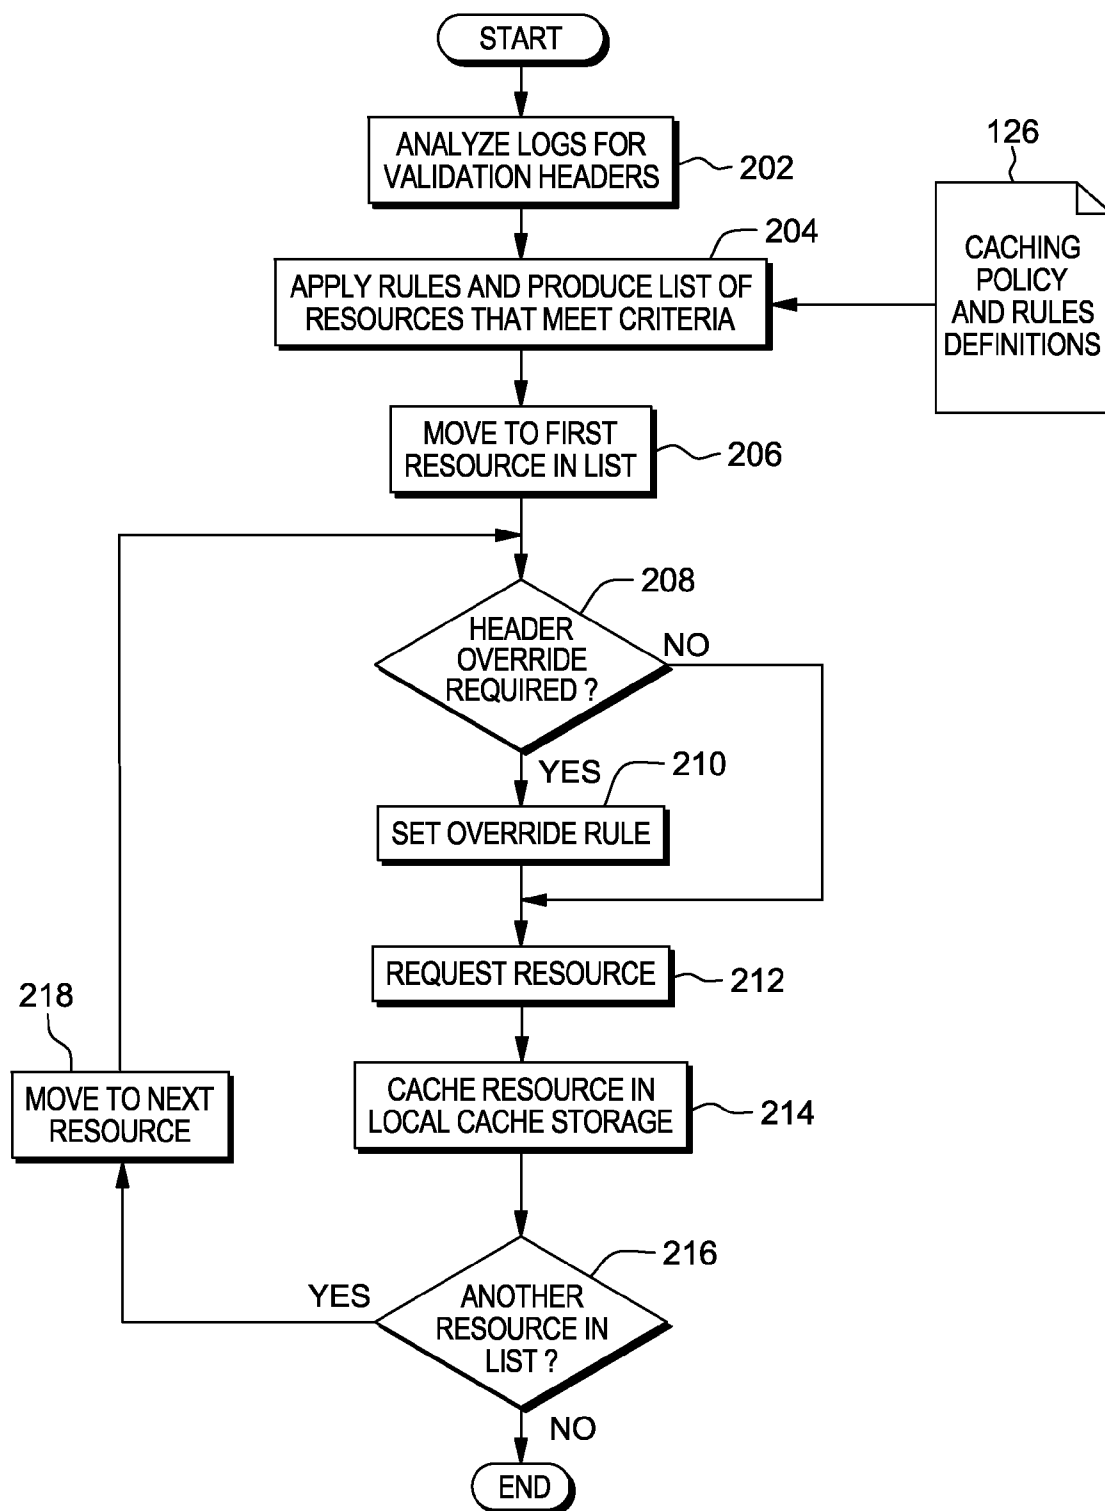 START
ANALYZE LOGS FOR
VALIDATION HEADERS
202
126
204
APPLY RULES AND PRODUCE LIST OF
RESOURCES THAT MEET CRITERIA
CACHING
POLICY
AND RULES
DEFINITIONS
MOVE TO FIRST
RESOURCE IN LIST
206
208
HEADER
OVERRIDE
REQUIRED ?
NO
YES
210
SET OVERRIDE RULE
REQUEST RESOURCE
212
218
MOVE TO NEXT
RESOURCE
CACHE RESOURCE IN
LOCAL CACHE STORAGE
214
216
YES
ANOTHER
RESOURCE IN
LIST ?
NO
END